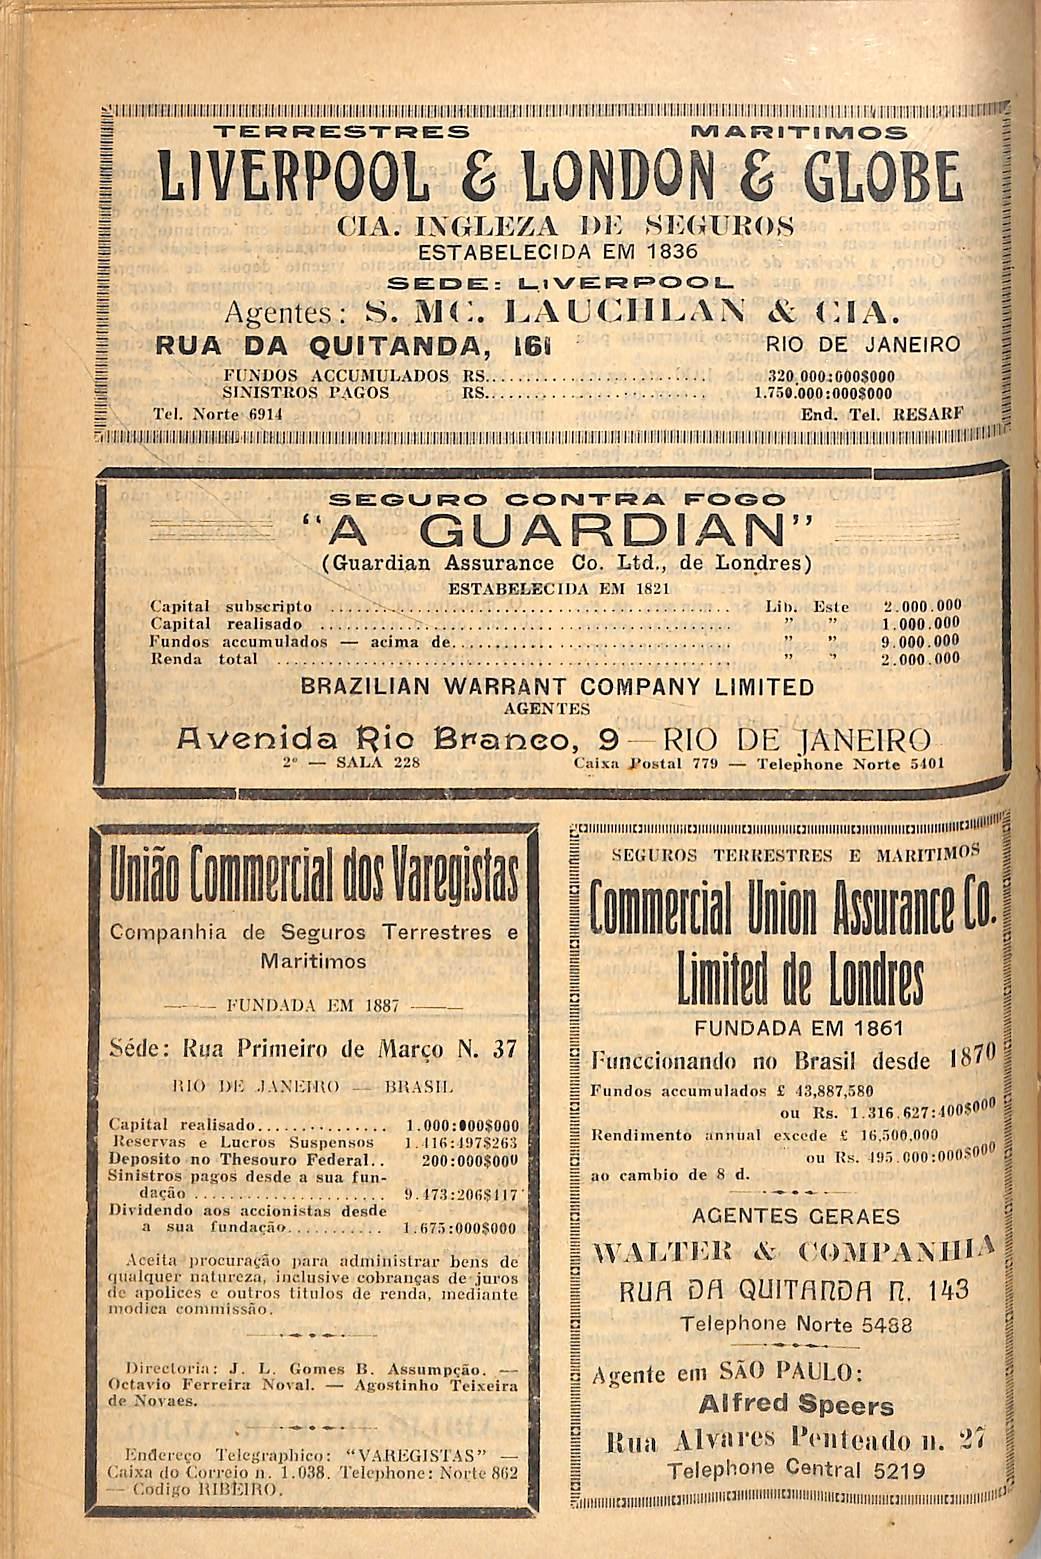 TERRESTRES MARITIMOS
LIVERPOOL & LONDON & GLOBE
CIA. INGLEZA DE SEGUROS
ESTABELECIDA EM 1836
SEDE: LIVERPOOL
Agentes: S. MC. LAUCHLAN & CIA.
RUA DA QUITANDA, 161 RIO DE JANEIRO
FUNDOS ACCUMULADOS RS........................ 320.000:000$000
SINISTROS PAGOS RS........................ 1.750.000:000$000
Tel. Norte 6914 End. Tel. RESARF
SEGURO CONTRA FOGO
"A GUARDIAN"
(Guardian Assurance Co. Ltd., de Londres)
ESTABELECIDA EM 1821
Capital subscripto ........................ Lib. Este 2.000.000
Capital realisado ........................ " " 1.000.000
Fundos accumulados — acima de........................ " " 9.000.000
Renda total ........................ " " 2.000.000
BRAZILIAN WARRANT COMPANY LIMITED
AGENTES
Avenida Rio Branco, 9 — RIO DE JANEIRO
2º — SALA 228 Caixa Postal 779 — Telephone Norte 5401
União Commercial dos Varegistas
Companhia de Seguros Terrestres e
Maritimos
——— FUNDADA EM 1887 ———
Séde: Rua Primeiro de Março N. 37
RIO DE JANEIRO — BRASIL
Capital realisado............... 1.000:000$000
Reservas e Lucros Suspensos 1.416:497$263
Deposito no Thesouro Federal.. 200:000$000
Sinistros pagos desde a sua fun-
dação ...................... 9.473:206$117
Dividendo aos accionistas desde
a sua fundação........... 1.675:000$000
Aceita procuração para administrar bens de
qualquer natureza, inclusive cobranças de juros
de apolices e outros titulos de renda, mediante
modica commissão.
Directoria: J. L. Gomes B. Assumpção. —
Octavio Ferreira Noval. — Agostinho Teixeira
de Novaes.
Endereço Telegraphico: "VAREGISTAS" —
Caixa do Correio n. 1.038. Telephone: Norte 862
— Codigo RIBEIRO.
SEGUROS TERRESTRES E MARITIMOS
Commercial Union Assurance Co.
Limited de Londres
FUNDADA EM 1861
Funccionando no Brasil desde 1870
Fundos accumulados £ 43,887,580
ou Rs. 1.316.627:400$000
Rendimento annual excede £ 16,500,000
ou Rs. 495.000:000$000
ao cambio de 8 d.
AGENTES GERAES
WALTER & COMPANHIA
RUA DA QUITANDA N. 143
Telephone Norte 5488
Agente em SÃO PAULO:
Alfred Speers
Rua Alvares Penteado n. 27
Telephone Central 5219